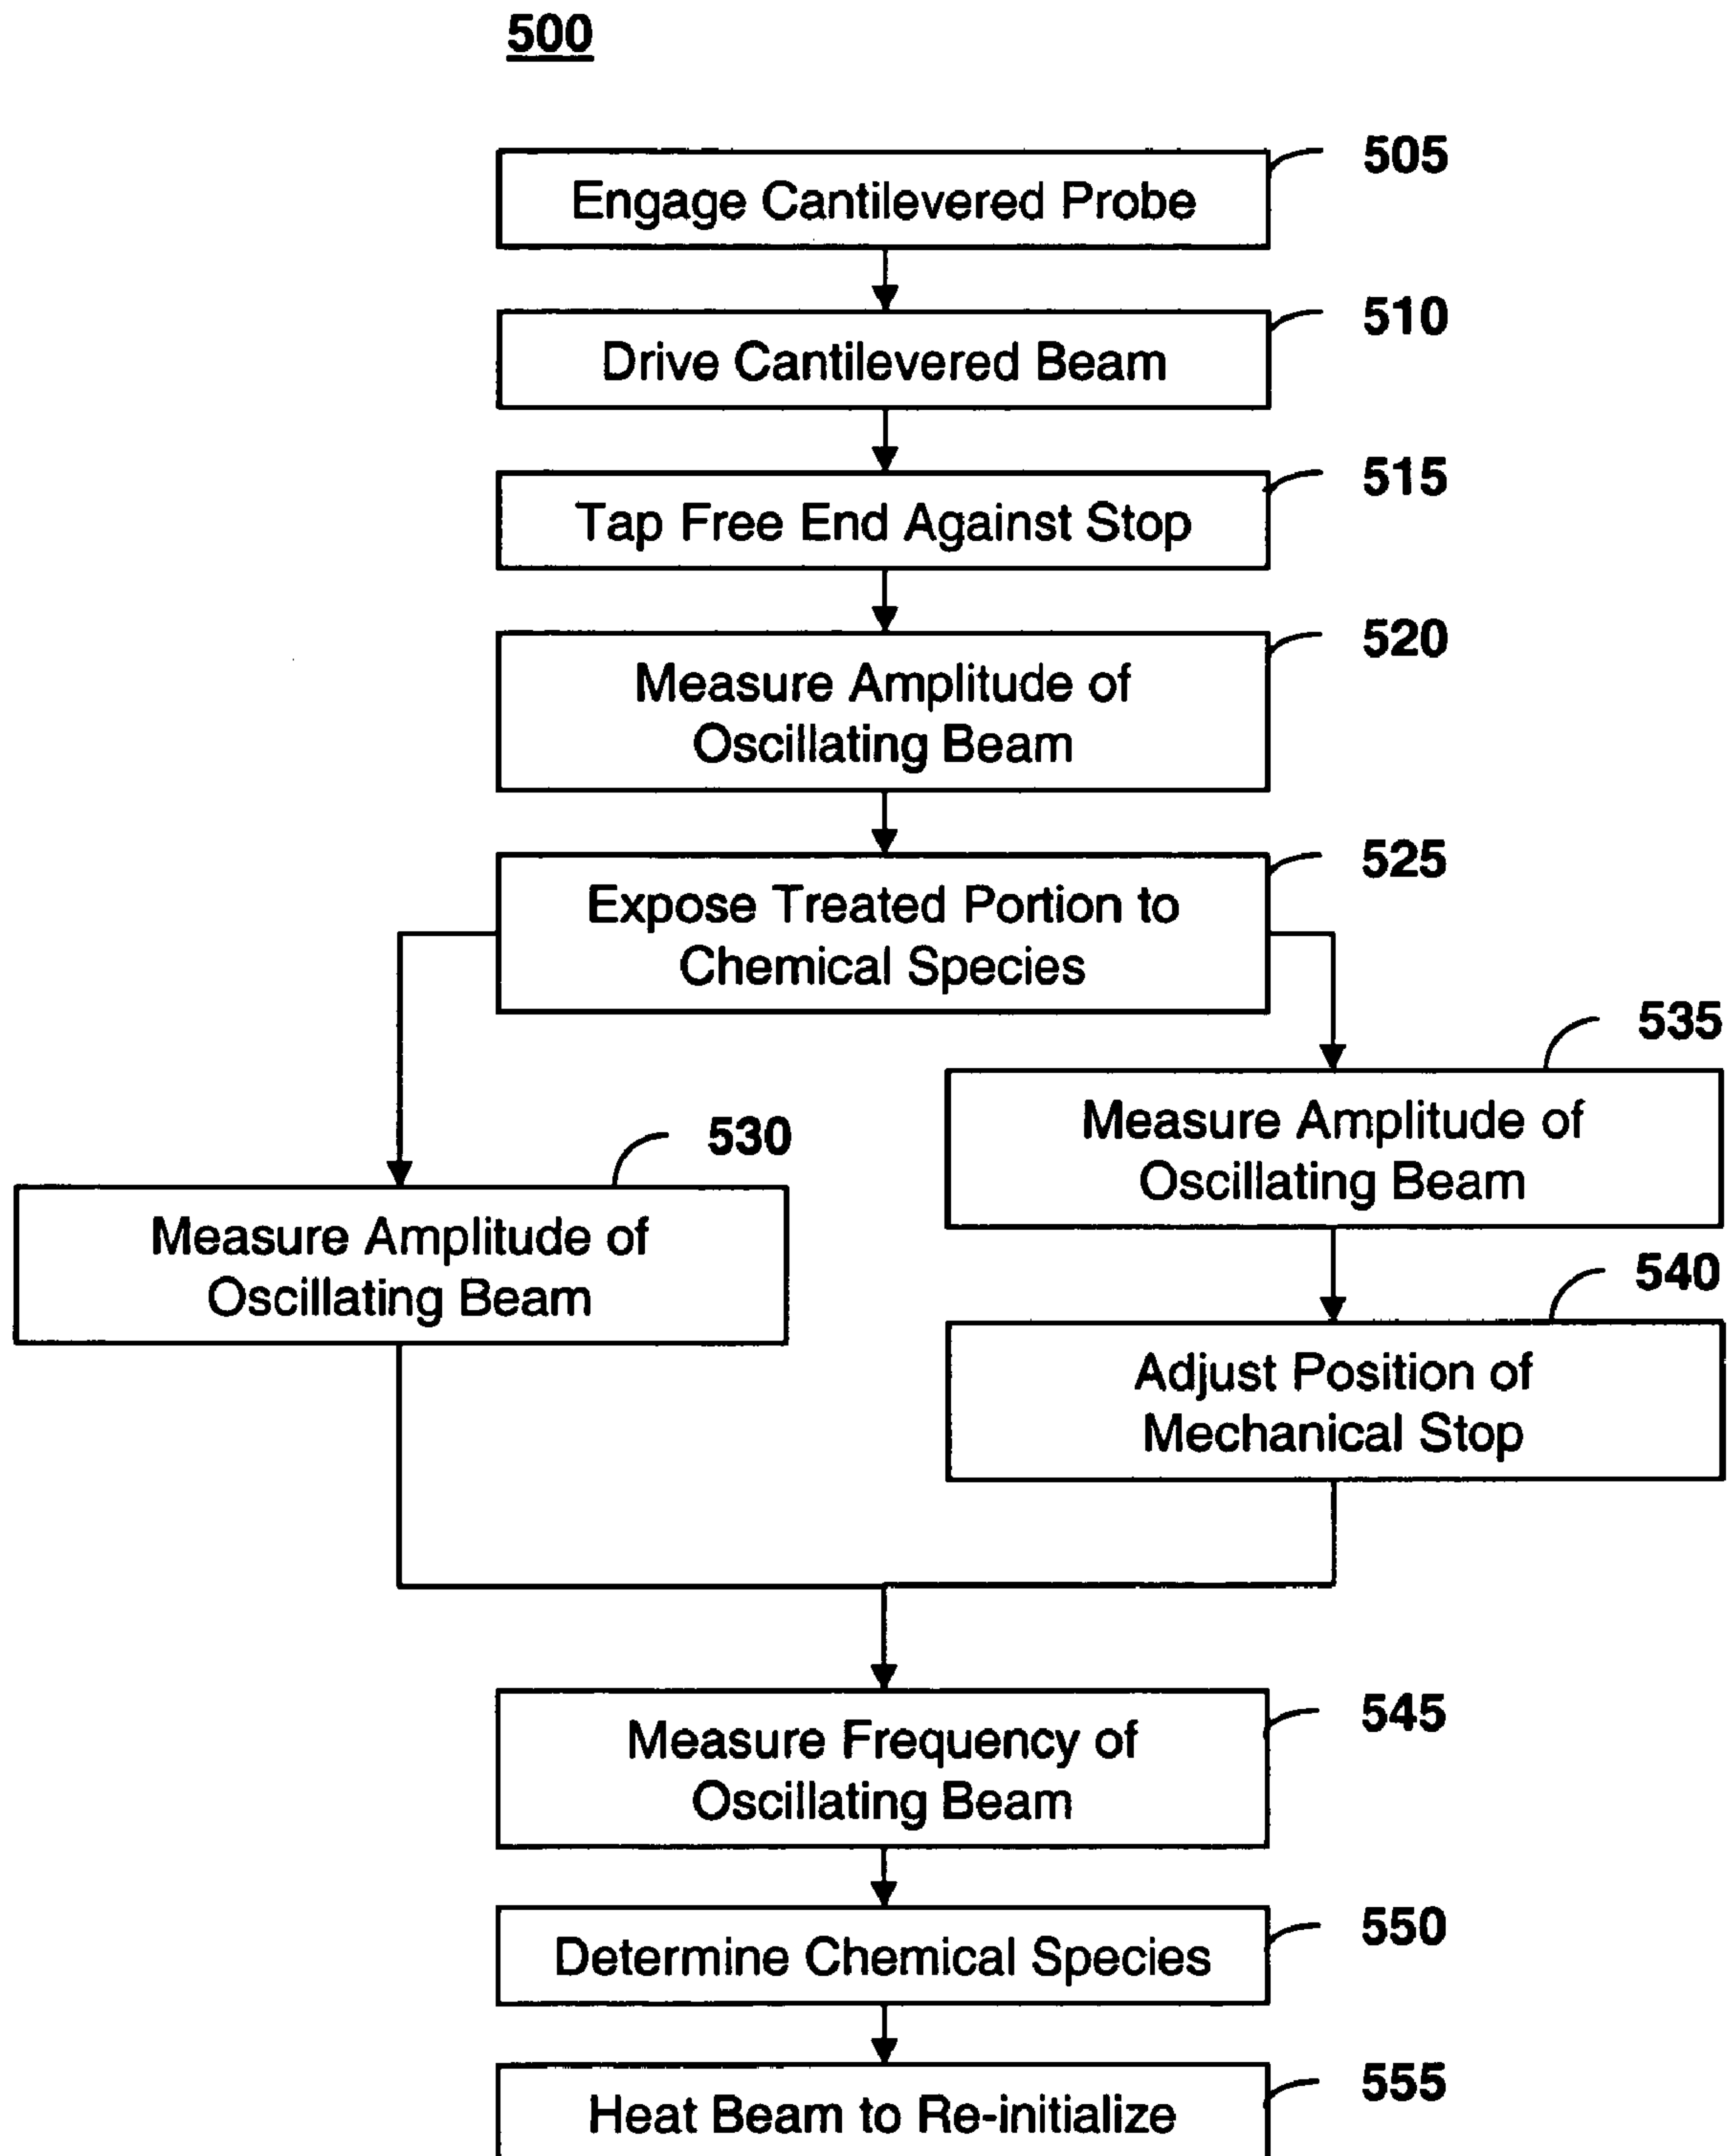 500
505
Engage Cantilevered Probe
510
Drive Cantilevered Beam
515
Tap Free End Against Stop
520
Measure Amplitude of
Oscillating Beam
525
Expose Treated Portion to
Chemical Species
535
Measure Amplitude of
Oscillating Beam
530
Measure Amplitude of
Oscillating Beam
540
Adjust Position of
Mechanical Stop
545
Measure Frequency of
Oscillating Beam
550
Determine Chemical Species
555
Heat Beam to Re-initialize